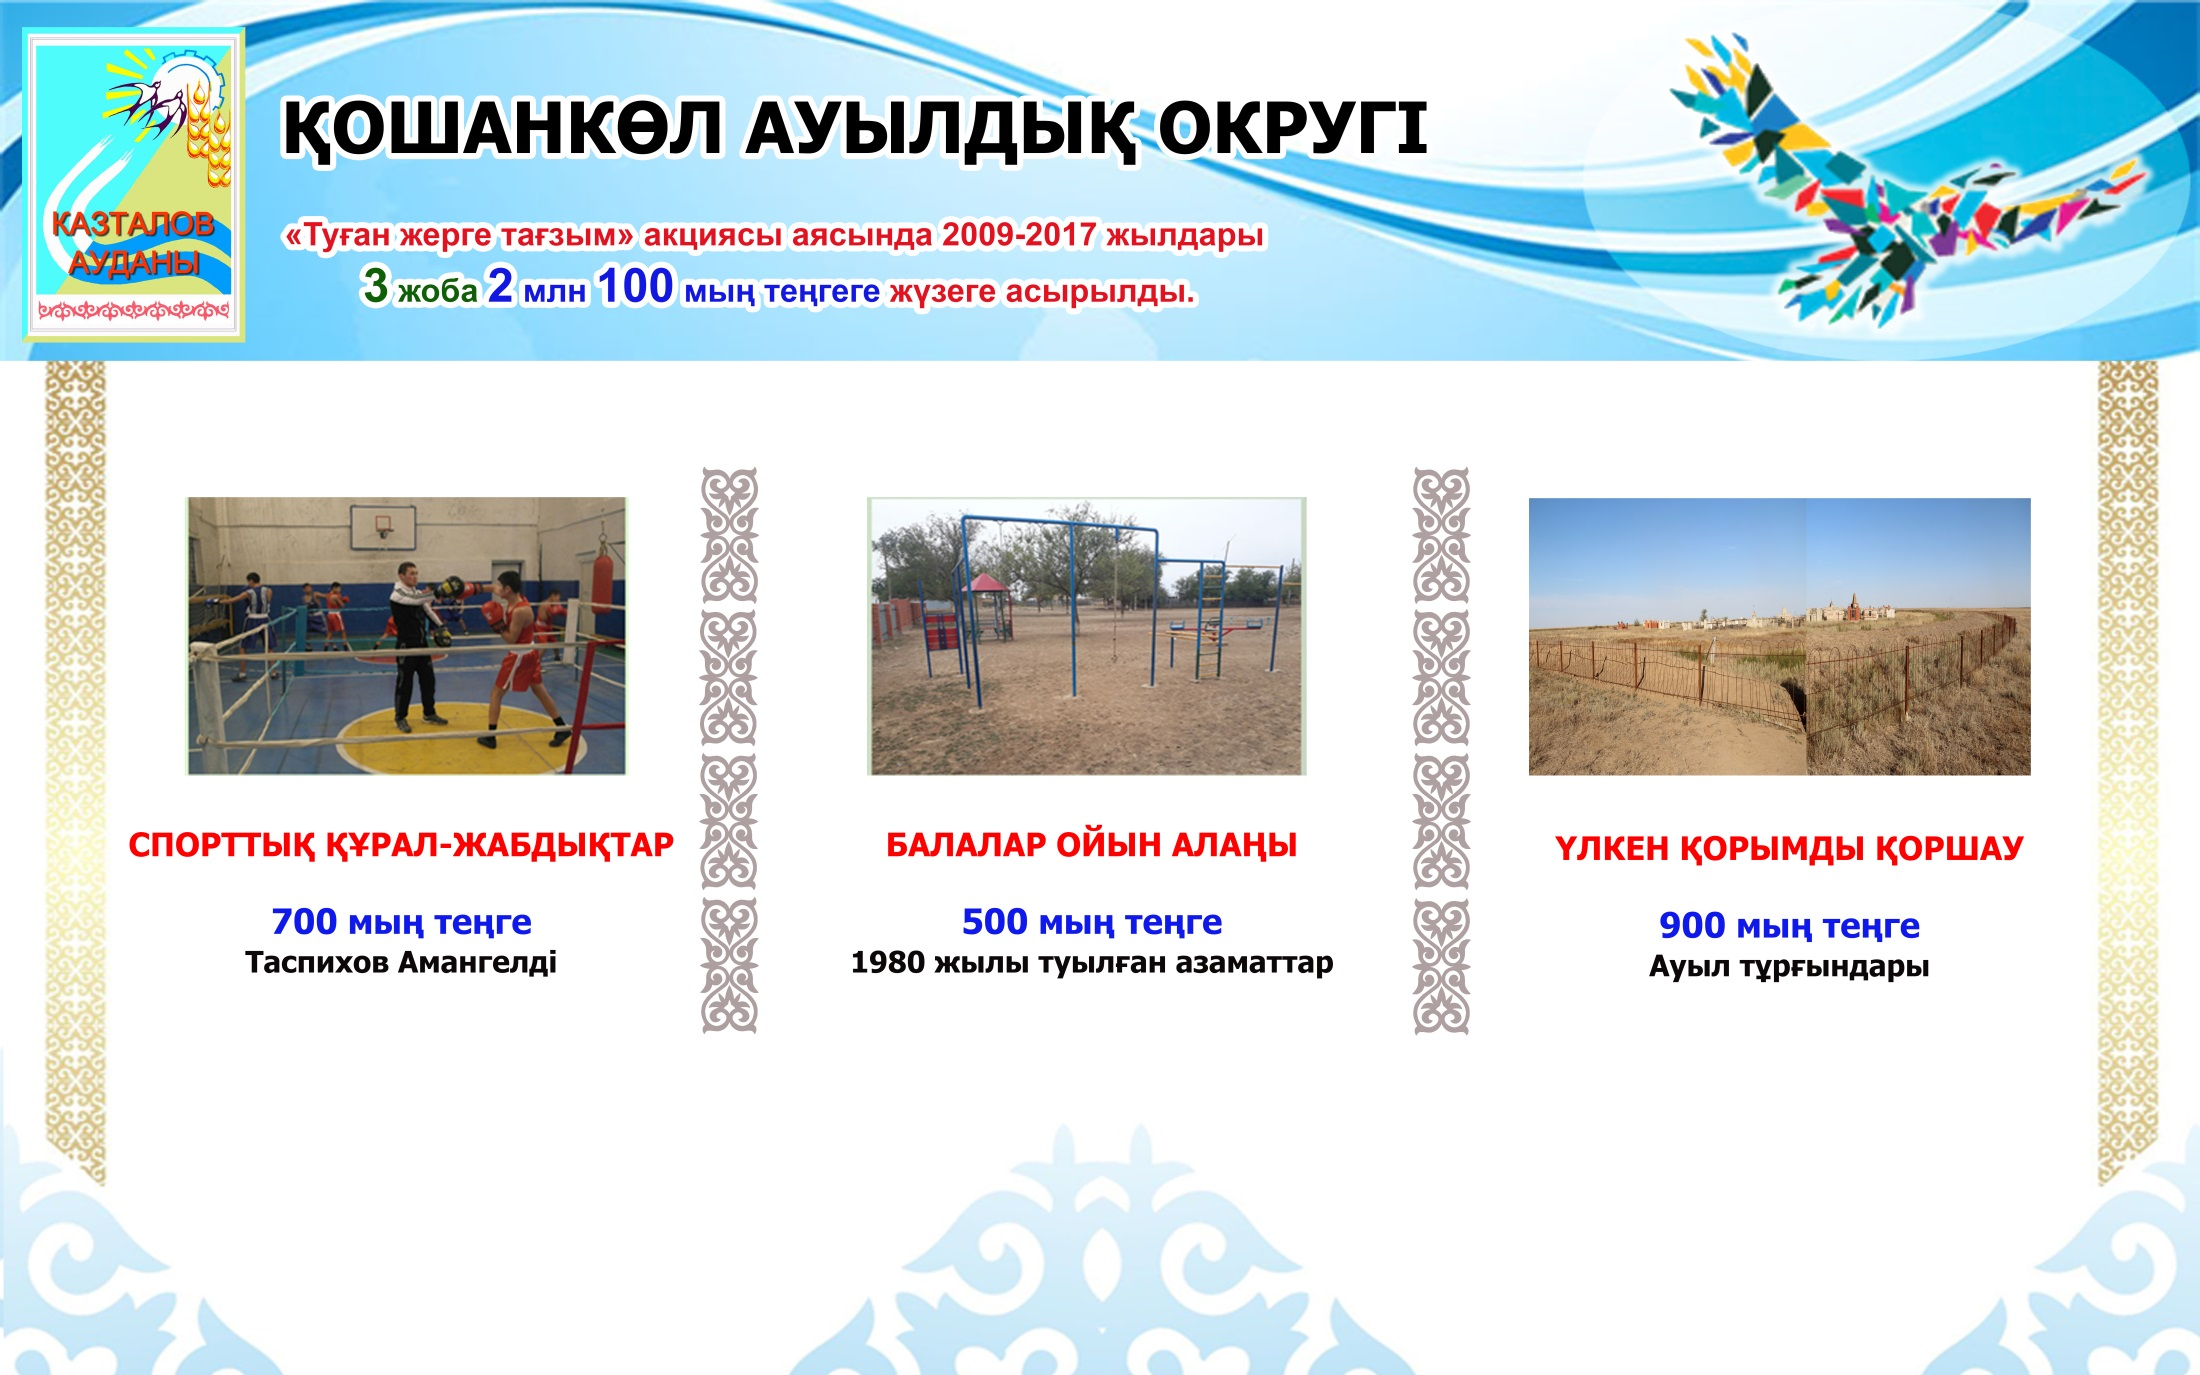 КАЗТАЛОВ
АУДАНЫ
ҚОШАНКӨЛ АУЫЛДЫҚ ОКРУГІ
«Туған жерге тағзым» акциясы аясында 2009-2017 жылдары
3 жоба 2 млн 100 мың теңгеге жүзеге асырылды.
СПОРТТЫҚ ҚҰРАЛ-ЖАБДЫҚТАР
700 мың теңге
Таспихов Амангелді
БАЛАЛАР ОЙЫН АЛАҢЫ
500 мың теңге
1980 жылы туылған азаматтар
ҮЛКЕН ҚОРЫМДЫ ҚОРШАУ
900 мың теңге
Ауыл тұрғындары